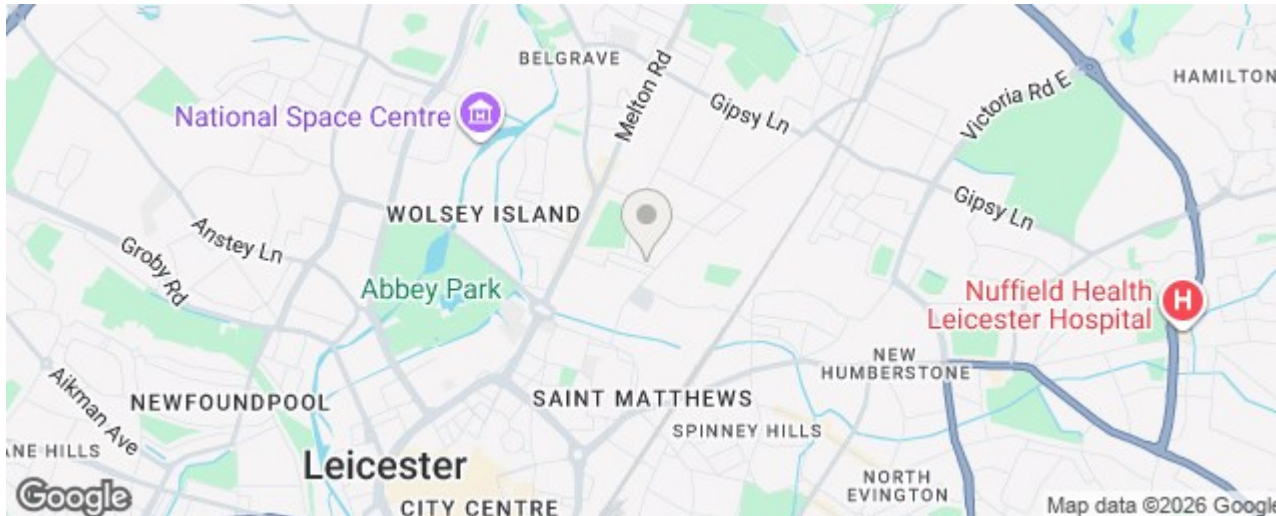 BELGRAVE
Melton Rd
Victoria Rd E
HAMILTON
National Space Centre
Gipsy Ln
WOLSEY ISLAND
Anstey Ln
Groby Rd
Gipsy Ln
Abbey Park
Nuffield Health
Leicester Hospital
H
NEW
HUMBERSTONE
Aikman Ave
NEWFOUNDPOOL
SAINT MATTHEWS
SPINNEY HILLS
ANE HILLS
Leicester
NORTH
EVINGTON
CITY CENTRE
Google
Map data ©2026 Google